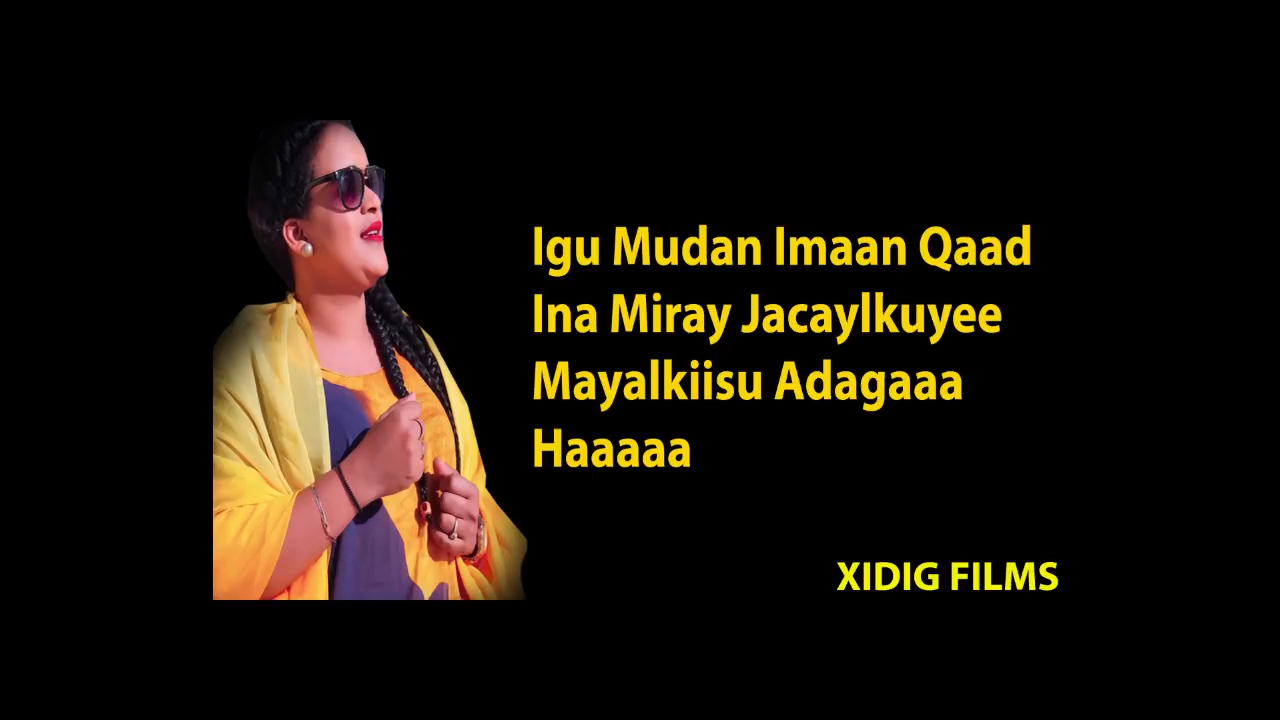 Igu Mudan Imaan Qaad
Ina Miray Jacaylkuyee
Mayalkiisu Adagaaa
Haaaaa
XIDIG FILMS